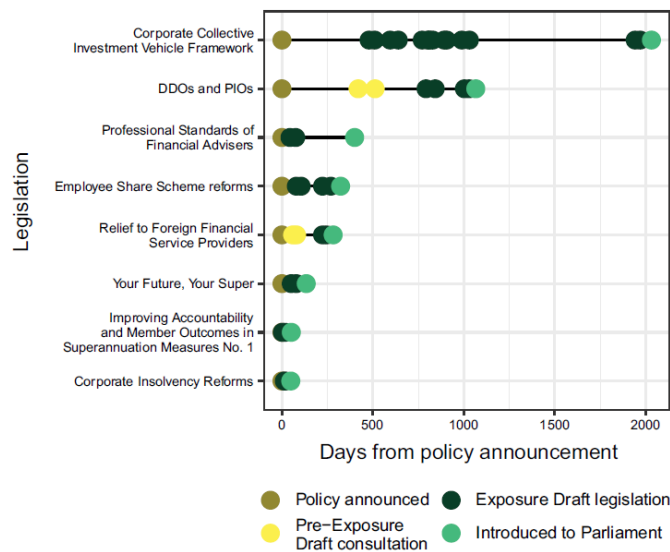 Corporate Collective
Investment Vehicle Framework
DDOs and PIOs
Professional Standards of
Financial Advisers
Employee Share Scheme reforms
Relief to Foreign Financial
Service Providers
Your Future, Your Super
Improving Accountability
and Member Outcomes in
Superannuation Measures No. 1
Corporate Insolvency Reforms
Legislation
0 500 1000 1500 2000
Days from policy announcement
Policy announced
Exposure Draft legislation
Pre−Exposure
Draft consultation
Introduced to Parliament